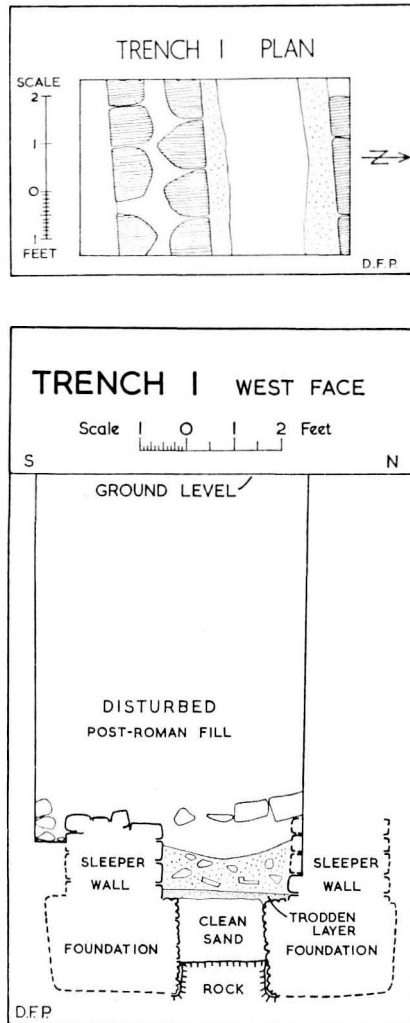 TRENCH I PLAN
SCALE
2
1
0
1
FEET
Z
D.F.P.
TRENCH I WEST FACE
Scale 1 0 1 2 Feet
S N
GROUND LEVEL
DISTURBED
POST-ROMAN FILL
SLEEPER
WALL
SLEEPER
WALL
TRODDEN
LAYER
FOUNDATION
CLEAN
SAND
FOUNDATION
ROCK
D.F.P.